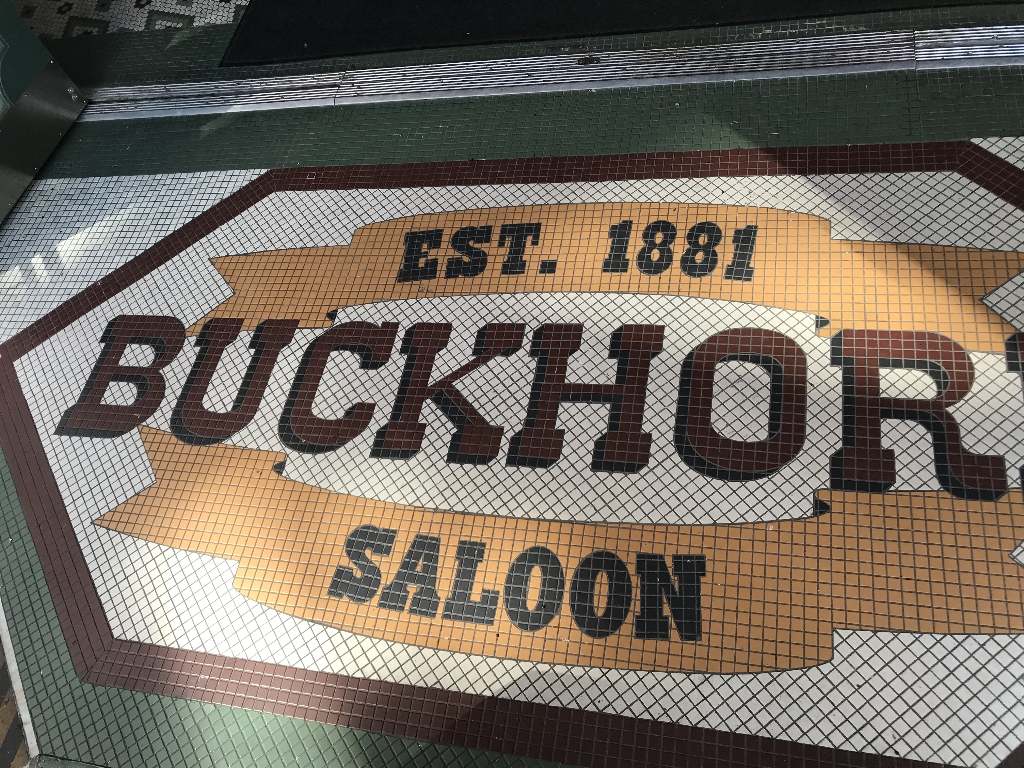 EST. 1881
BUCKHOR
SALOON